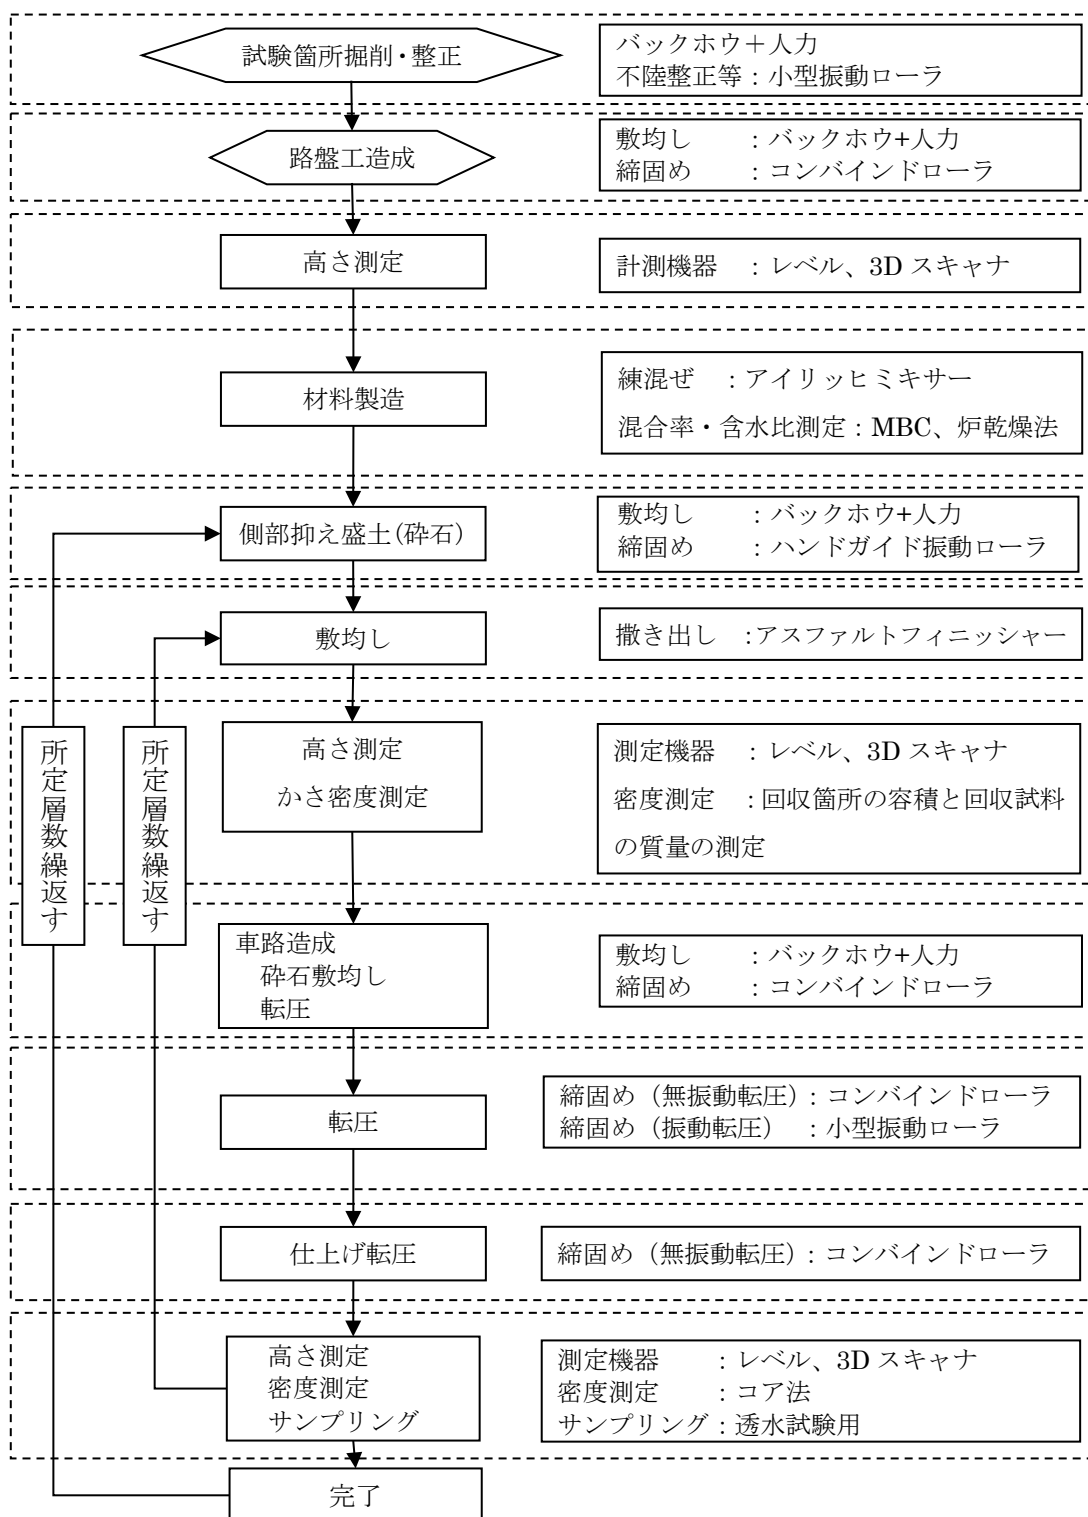 試験箇所掘削・整正
バックホウ＋人力
不陸整正等：小型振動ローラ
路盤工造成
敷均し　　：バックホウ+人力
締固め　　：コンバインドローラ
高さ測定
計測機器　：レベル、3D スキャナ
材料製造
練混ぜ　：アイリッヒミキサー
混合率・含水比測定：MBC、炉乾燥法
側部抑え盛土(砕石)
敷均し　　：バックホウ+人力
締固め　　：ハンドガイド振動ローラ
敷均し
撒き出し　：アスファルトフィニッシャー
高さ測定
かさ密度測定
測定機器　：レベル、3D スキャナ
密度測定　：回収箇所の容積と回収試料
の質量の測定
所定層数繰返す
所定層数繰返す
車路造成
砕石敷均し
転圧
敷均し　　：バックホウ+人力
締固め　　：コンバインドローラ
転圧
締固め（無振動転圧）：コンバインドローラ
締固め（振動転圧）　：小型振動ローラ
仕上げ転圧
締固め（無振動転圧）：コンバインドローラ
高さ測定
密度測定
サンプリング
測定機器　　：レベル、3D スキャナ
密度測定　　：コア法
サンプリング：透水試験用
完了